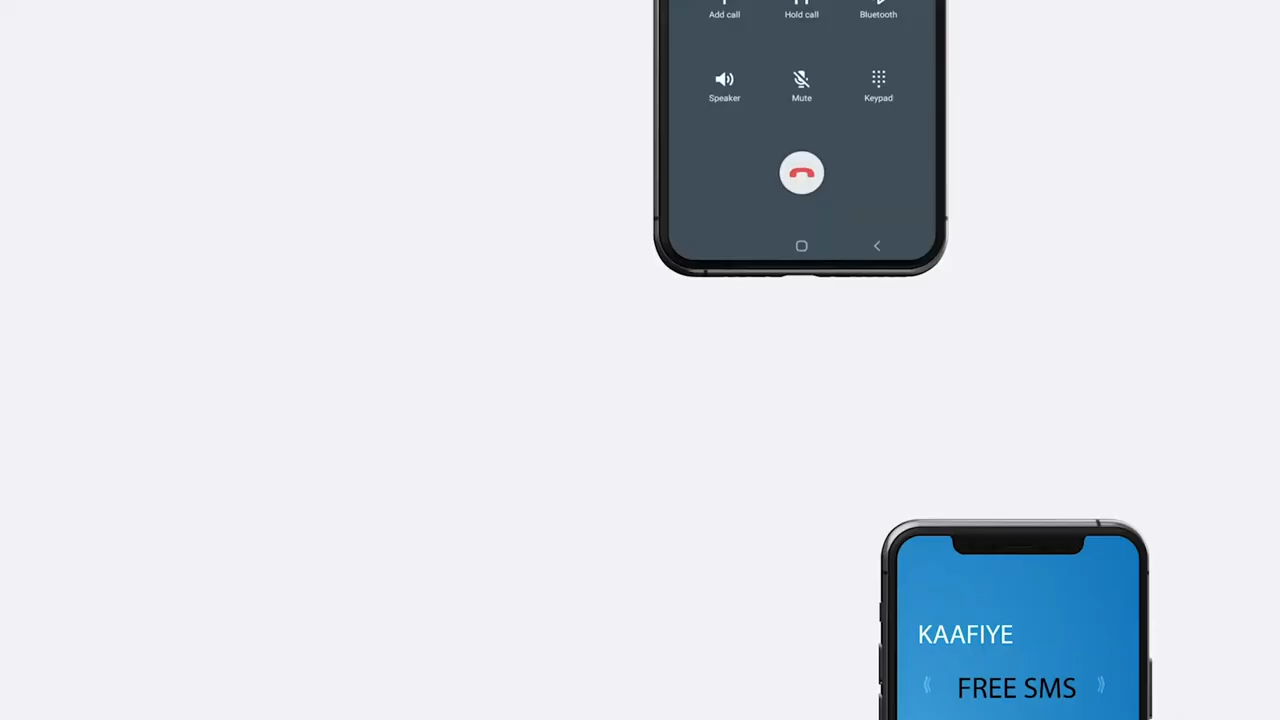 Add call Hold call Bluetooth
Speaker Mute Keypad
KAAFIYE
FREE SMS